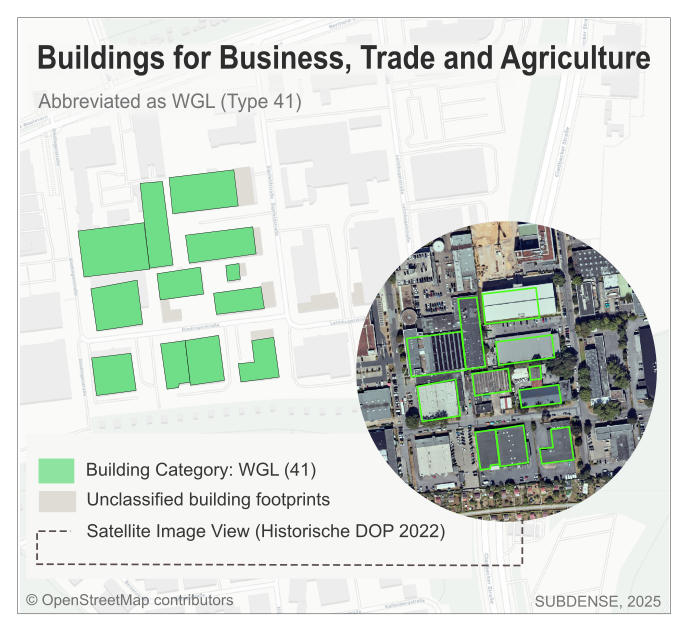 Buildings for Business, Trade and Agriculture
Abbreviated as WGL (Type 41)
Building Category: WGL (41)
Unclassified building footprints
Satellite Image View (Historische DOP 2022)
© OpenStreetMap contributors
SUBDENSE, 2025